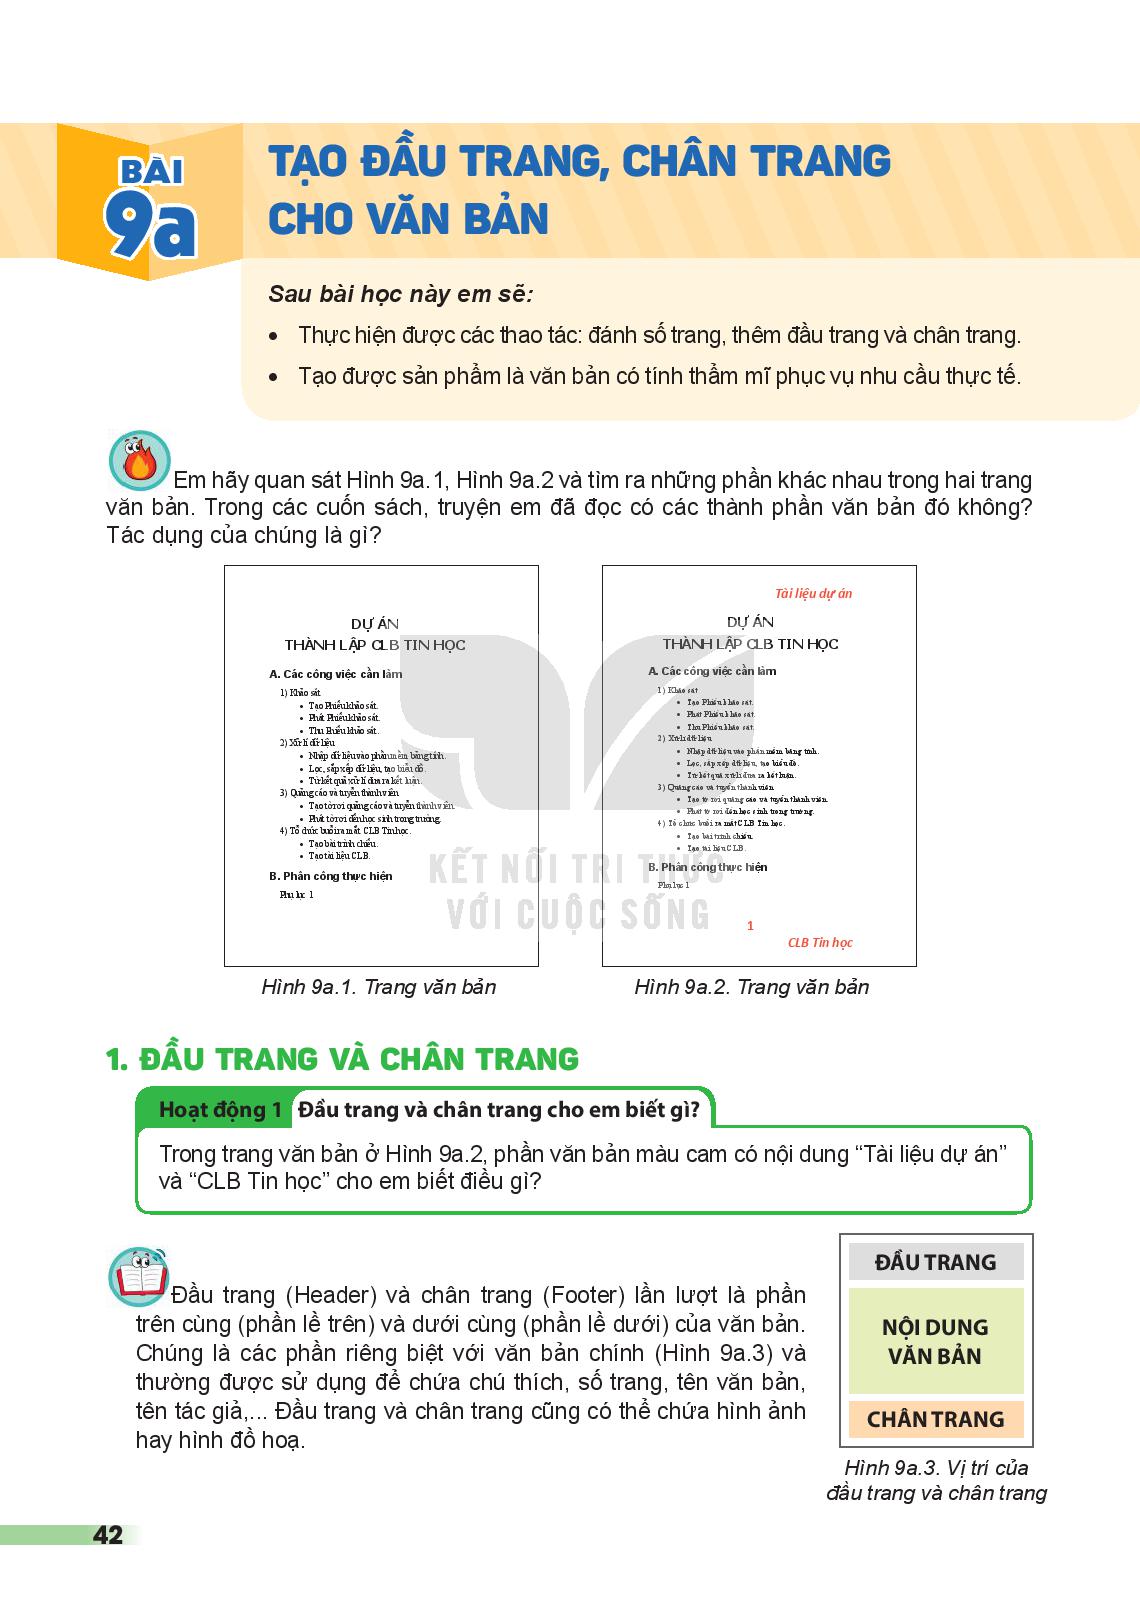 BÀI
9a
TẠO ĐẦU TRANG, CHÂN TRANG
CHO VĂN BẢN
Sau bài học này em sẽ:
• Thực hiện được các thao tác: đánh số trang, thêm đầu trang và chân trang.
• Tạo được sản phẩm là văn bản có tính thẩm mĩ phục vụ nhu cầu thực tế.
Em hãy quan sát Hình 9a.1, Hình 9a.2 và tìm ra những phần khác nhau trong hai trang
văn bản. Trong các cuốn sách, truyện em đã đọc có các thành phần văn bản đó không?
Tác dụng của chúng là gì?
DỰ ÁN
THÀNH LẬP CLB TIN HỌC
A. Các công việc cần làm
1) Khảo sát
• Tạo Phiếu khảo sát.
• Phát Phiếu khảo sát.
• Thu Phiếu khảo sát.
2) Xử lí dữ liệu
• Nhập dữ liệu vào phần mềm bảng tính.
• Lọc, sắp xếp dữ liệu, tạo biểu đồ.
• Từ kết quả xử lí đưa ra kết luận.
3) Quảng cáo và tuyển thành viên
• Tạo tờ rơi quảng cáo và tuyển thành viên.
• Phát tờ rơi đến học sinh trong trường.
4) Tổ chức buổi ra mắt CLB Tin học.
• Tạo bài trình chiếu.
• Tạo tài liệu CLB.
B. Phân công thực hiện
Phụ lục 1
Tài liệu dự án
DỰ ÁN
THÀNH LẬP CLB TIN HỌC
A. Các công việc cần làm
1) Khảo sát
• Tạo Phiếu khảo sát.
• Phát Phiếu khảo sát.
• Thu Phiếu khảo sát.
2) Xử lí dữ liệu
• Nhập dữ liệu vào phần mềm bảng tính.
• Lọc, sắp xếp dữ liệu, tạo biểu đồ.
• Từ kết quả xử lí đưa ra kết luận.
3) Quảng cáo và tuyển thành viên
• Tạo tờ rơi quảng cáo và tuyển thành viên.
• Phát tờ rơi đến học sinh trong trường.
4) Tổ chức buổi ra mắt CLB Tin học.
• Tạo bài trình chiếu.
• Tạo tài liệu CLB.
B. Phân công thực hiện
Phụ lục 1
1
CLB Tin học
KẾT NỐI TRI THỨC
VỚI CUỘC SỐNG
Hình 9a.1. Trang văn bản
Hình 9a.2. Trang văn bản
1. ĐẦU TRANG VÀ CHÂN TRANG
Hoạt động 1 Đầu trang và chân trang cho em biết gì?
Trong trang văn bản ở Hình 9a.2, phần văn bản màu cam có nội dung “Tài liệu dự án”
và “CLB Tin học” cho em biết điều gì?
Đầu trang (Header) và chân trang (Footer) lần lượt là phần
trên cùng (phần lề trên) và dưới cùng (phần lề dưới) của văn bản.
Chúng là các phần riêng biệt với văn bản chính (Hình 9a.3) và
thường được sử dụng để chứa chú thích, số trang, tên văn bản,
tên tác giả,... Đầu trang và chân trang cũng có thể chứa hình ảnh
hay hình đồ hoạ.
ĐẦU TRANG
NỘI DUNG
VĂN BẢN
CHÂN TRANG
Hình 9a.3. Vị trí của
đầu trang và chân trang
42